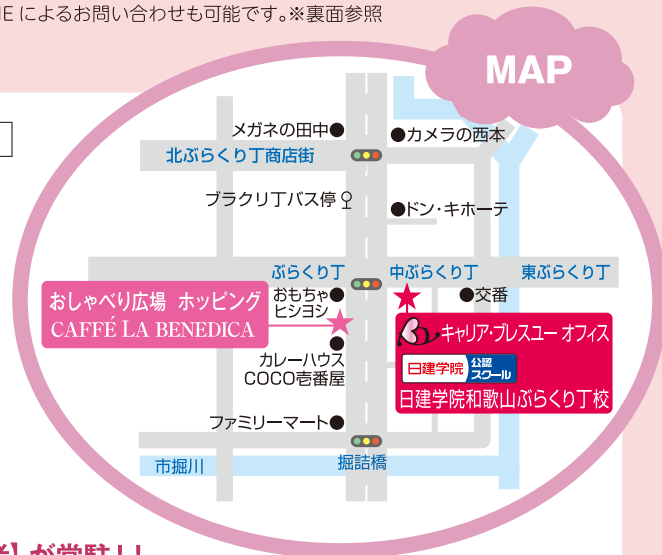 IE によるお問い合わせも可能です。※裏面参照
MAP
メガネの田中●
●カメラの西本
北ぶらくり丁商店街
ブラクリ丁バス停
●ドン・キホーテ
ぶらくり丁
中ぶらくり丁
東ぶらくり丁
おもちゃ
ヒシヨシ
●交番
おしゃべり広場 ホッピング
CAFFÉ LA BENEDICA
キャリア・ブレスユー オフィス
カレーハウス
COCO壱番屋
日建学院
公認
スクール
日建学院和歌山ぶらくり丁校
ファミリーマート●
市堀川
掘詰橋
】が常駐!!